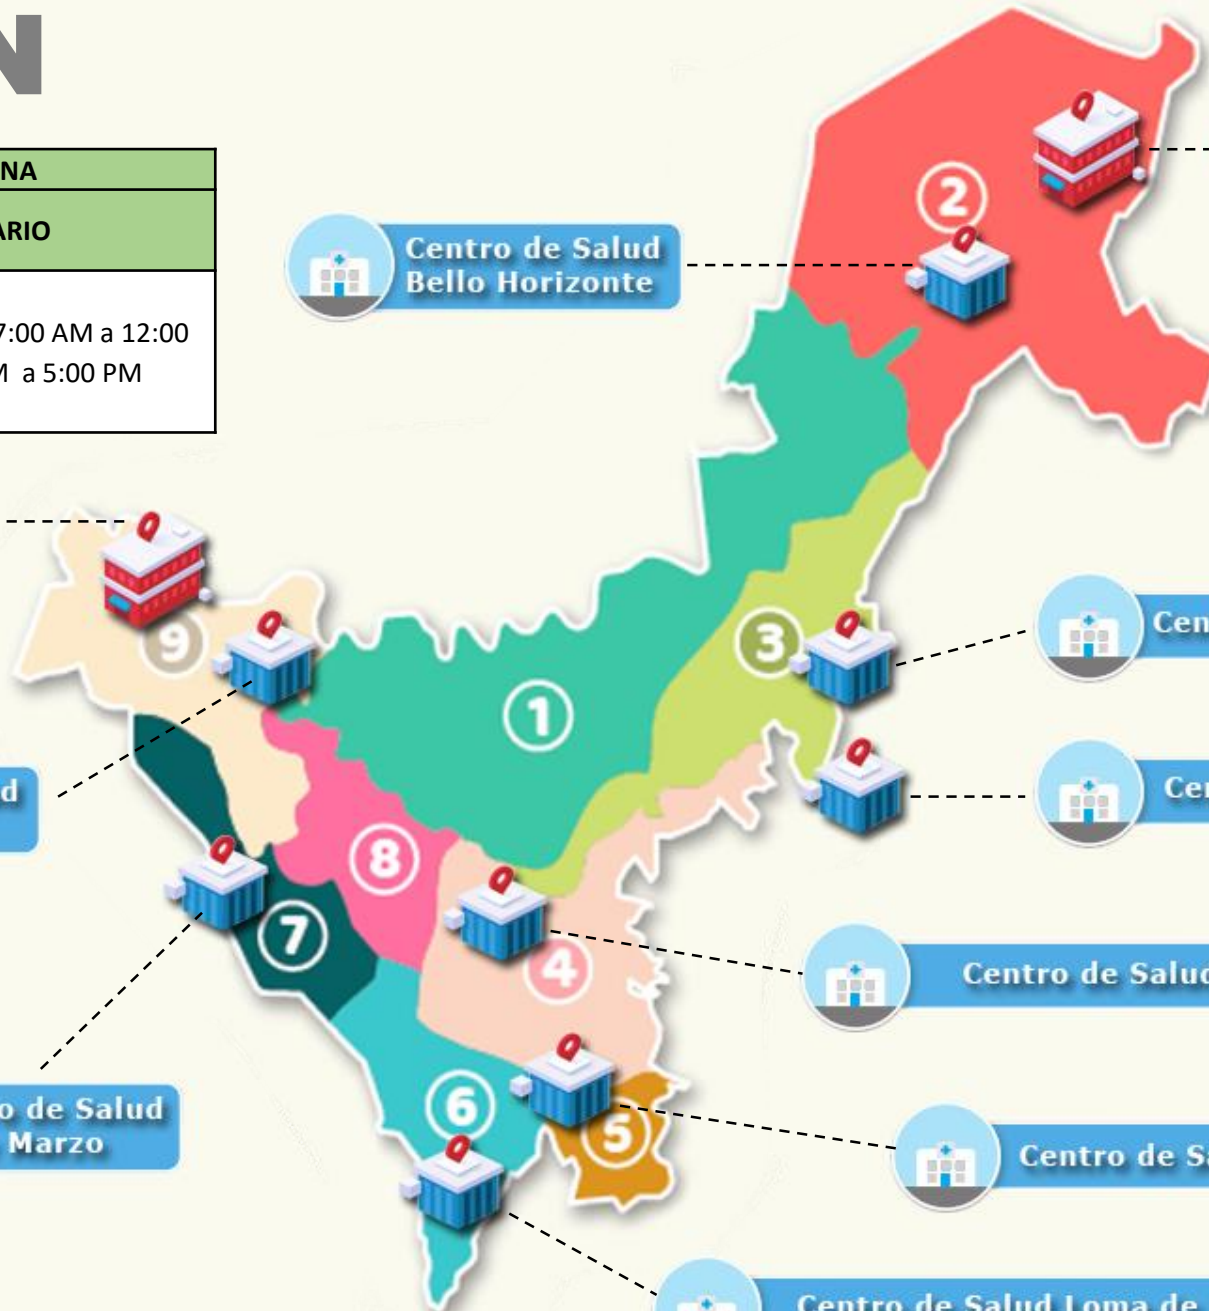 N
NA
ARIO
7:00 AM a 12:00
M a 5:00 PM
Centro de Salud
Bello Horizonte
2
9
3
1
Cen
d
Cen
8
7
4
Centro de Salud
o de Salud
Marzo
6
5
Centro de Sa
Centro de Salud Loma de